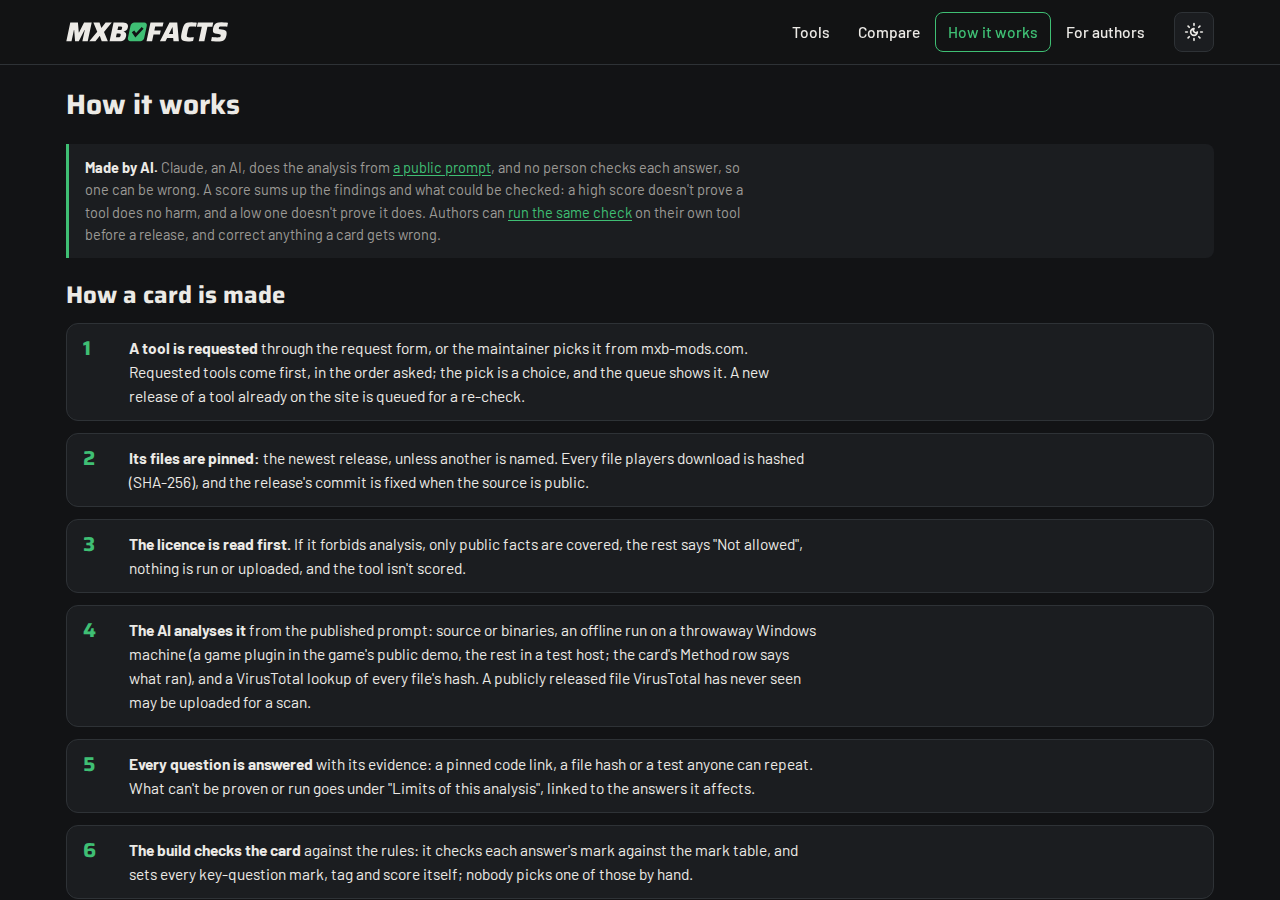 MXB FACTS
Tools
Compare
How it works
For authors
How it works
Made by AI. Claude, an AI, does the analysis from a public prompt, and no person checks each answer, so
one can be wrong. A score sums up the findings and what could be checked: a high score doesn't prove a
tool does no harm, and a low one doesn't prove it does. Authors can run the same check on their own tool
before a release, and correct anything a card gets wrong.
How a card is made
1
A tool is requested through the request form, or the maintainer picks it from mxb-mods.com.
Requested tools come first, in the order asked; the pick is a choice, and the queue shows it. A new
release of a tool already on the site is queued for a re-check.
2
Its files are pinned: the newest release, unless another is named. Every file players download is hashed
(SHA-256), and the release's commit is fixed when the source is public.
3
The licence is read first. If it forbids analysis, only public facts are covered, the rest says "Not allowed",
nothing is run or uploaded, and the tool isn't scored.
4
The AI analyses it from the published prompt: source or binaries, an offline run on a throwaway Windows
machine (a game plugin in the game's public demo, the rest in a test host; the card's Method row says
what ran), and a VirusTotal lookup of every file's hash. A publicly released file VirusTotal has never seen
may be uploaded for a scan.
5
Every question is answered with its evidence: a pinned code link, a file hash or a test anyone can repeat.
What can't be proven or run goes under "Limits of this analysis", linked to the answers it affects.
6
The build checks the card against the rules: it checks each answer's mark against the mark table, and
sets every key-question mark, tag and score itself; nobody picks one of those by hand.